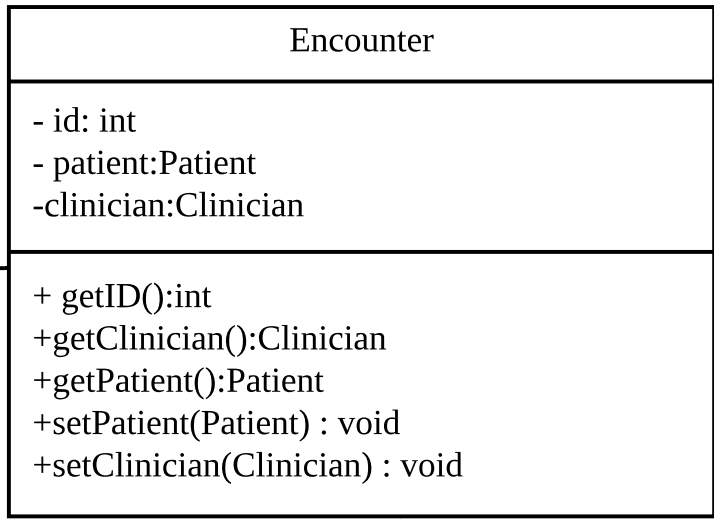 Encounter
- id: int
- patient:Patient
-clinician:Clinician
+ getID():int
+getClinician():Clinician
+getPatient():Patient
+setPatient(Patient) : void
+setClinician(Clinician) : void